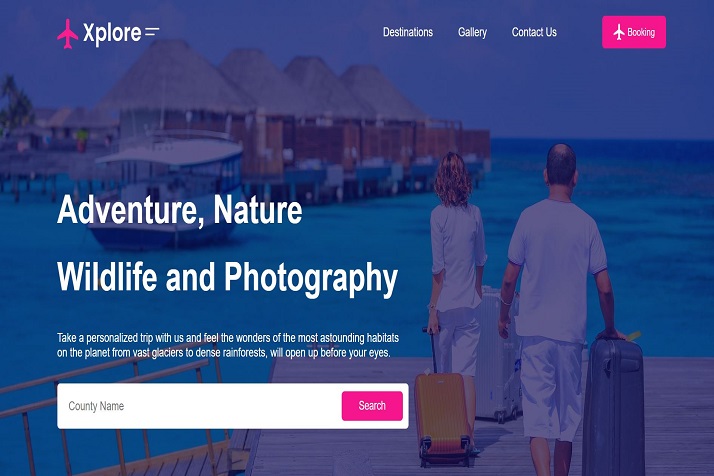 Xplore
Destinations
Gallery
Contact Us
Booking
Adventure, Nature
Wildlife and Photography
Take a personalized trip with us and feel the wonders of the most astounding habitats
on the planet from vast glaciers to dense rainforests, will open up before your eyes.
County Name
Search